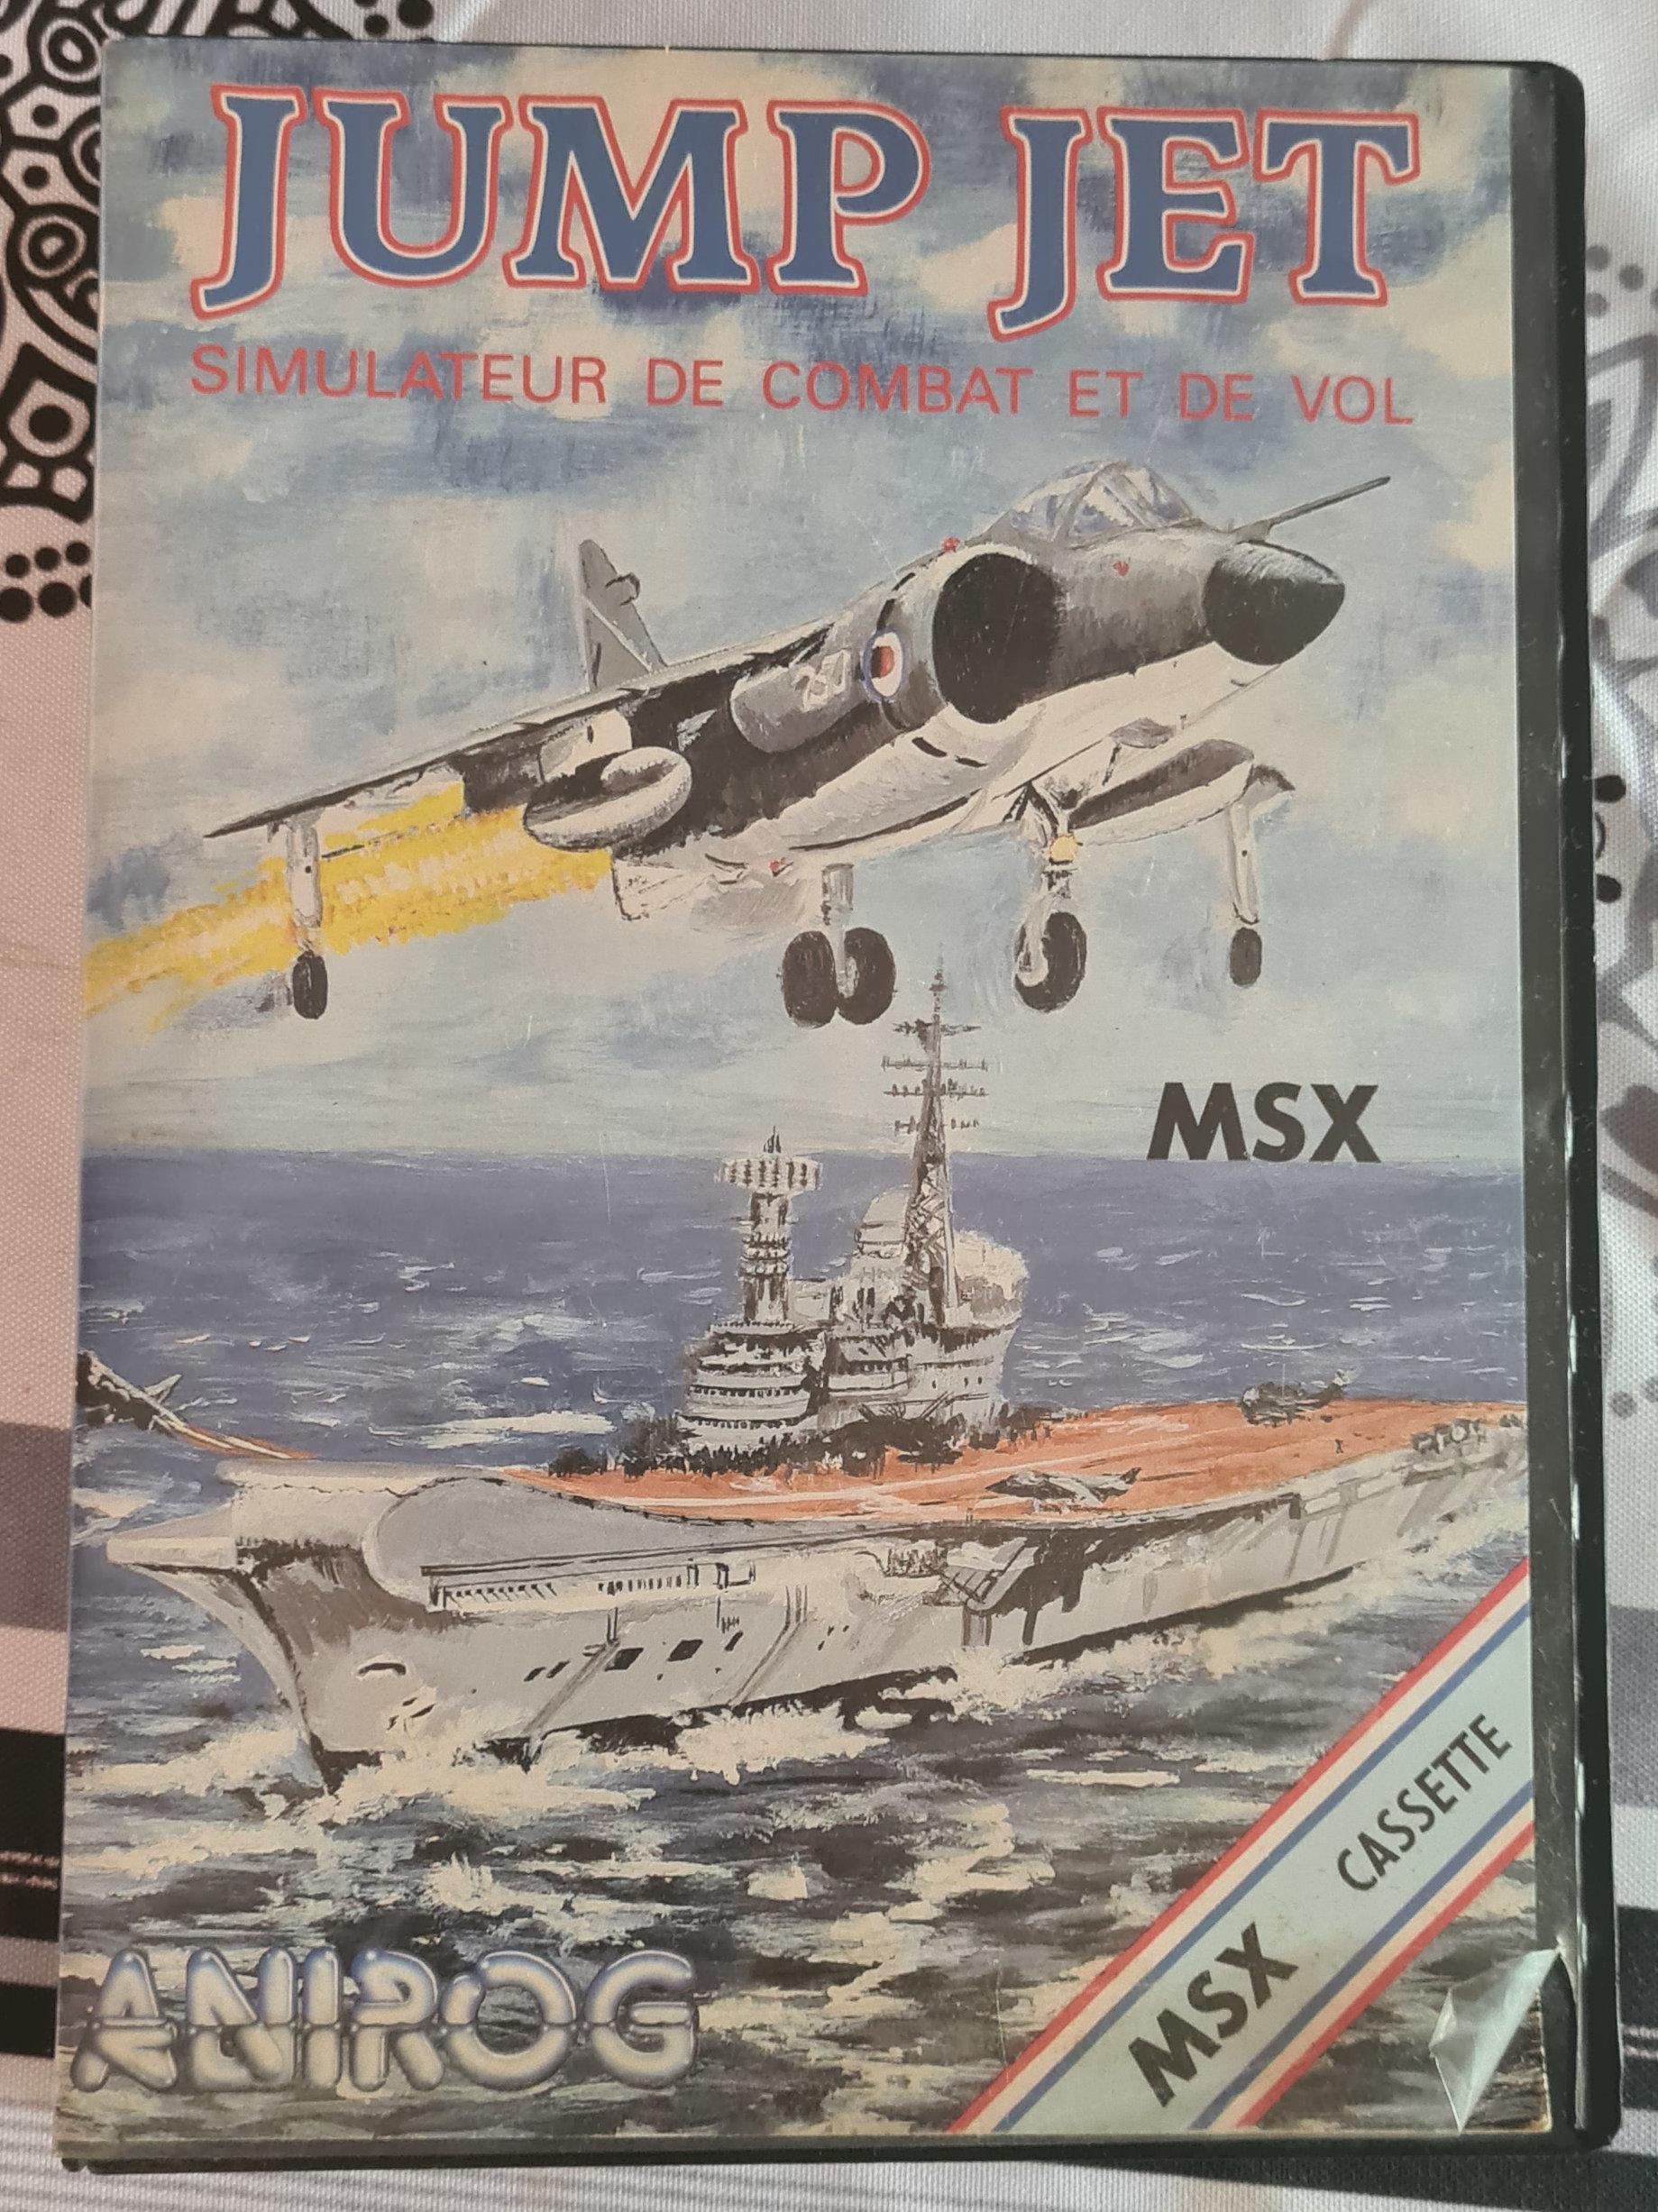 JUMP JET
SIMULATEUR DE COMBAT ET DE VOL
MSX
MSX CASSETTE
ANIROG